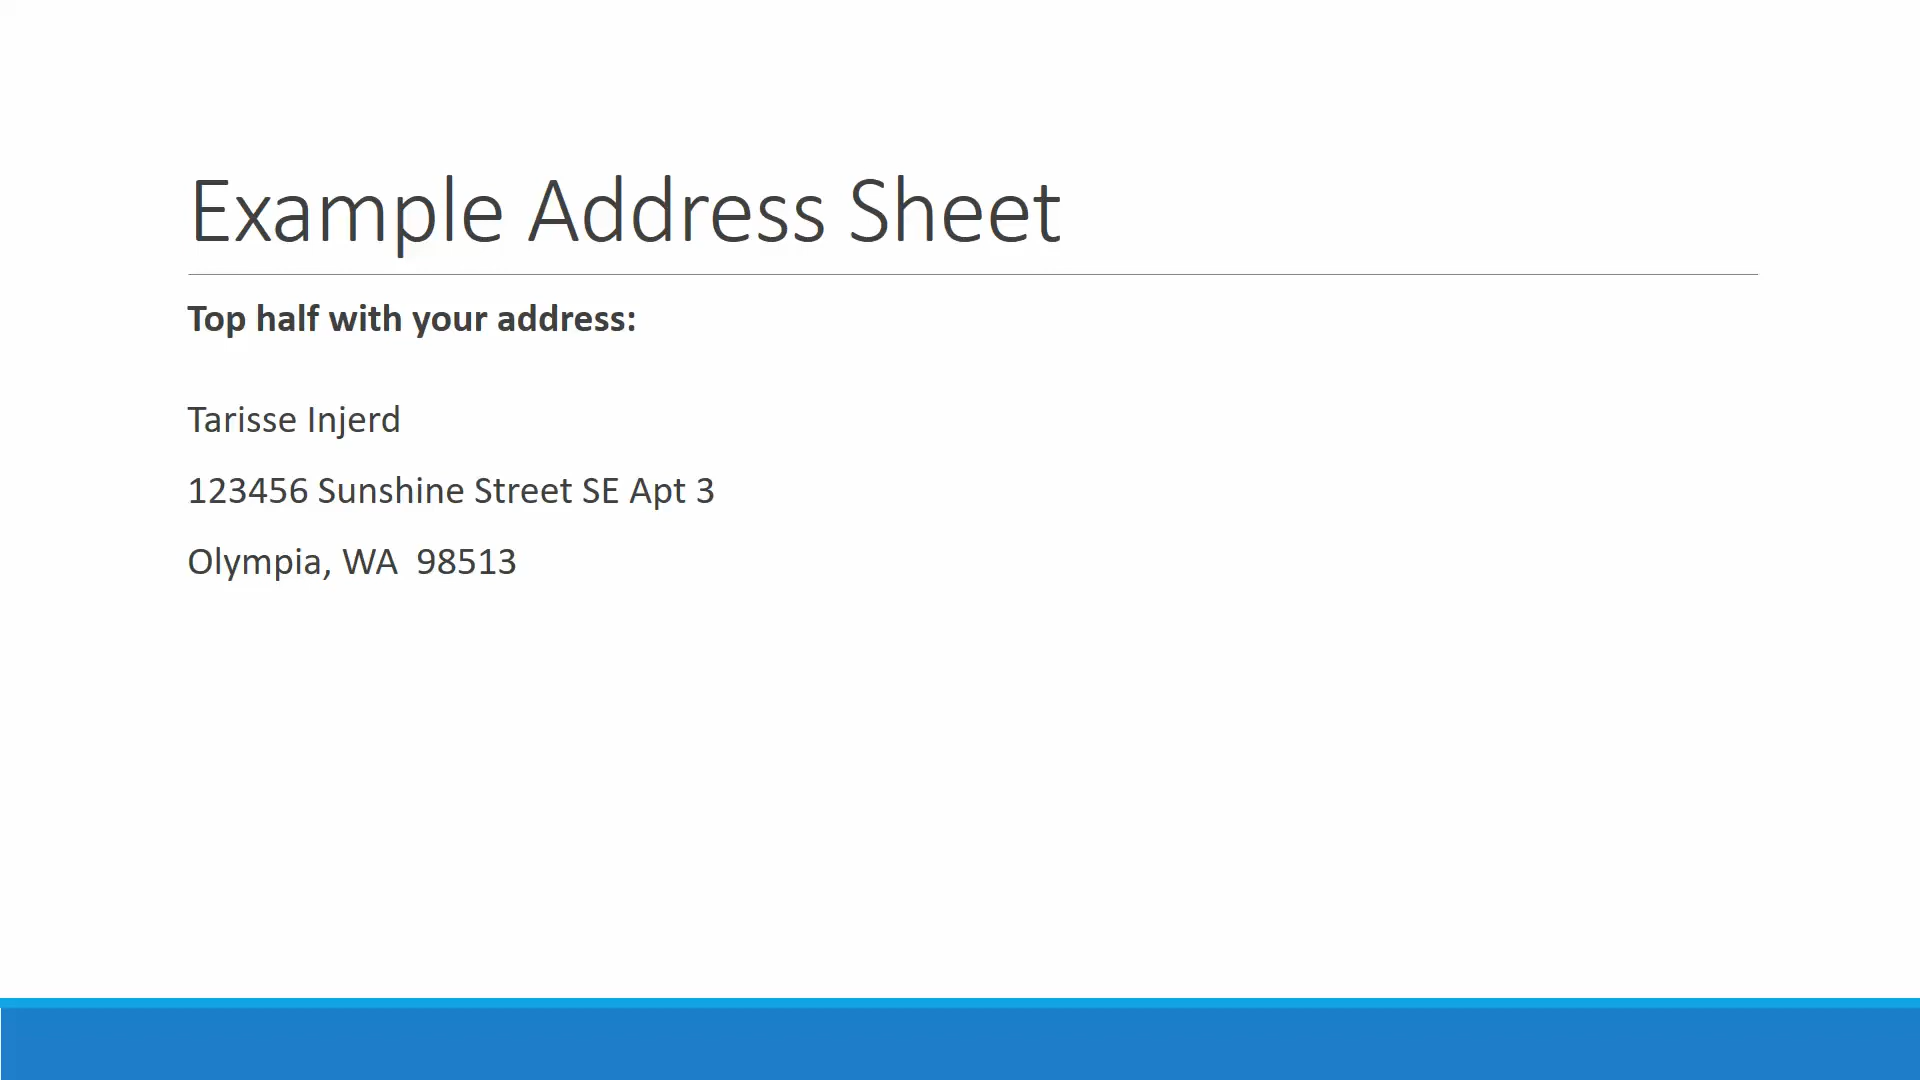 Example Address Sheet
Top half with your address:
Tarisse Injerd
123456 Sunshine Street SE Apt 3
Olympia, WA  98513